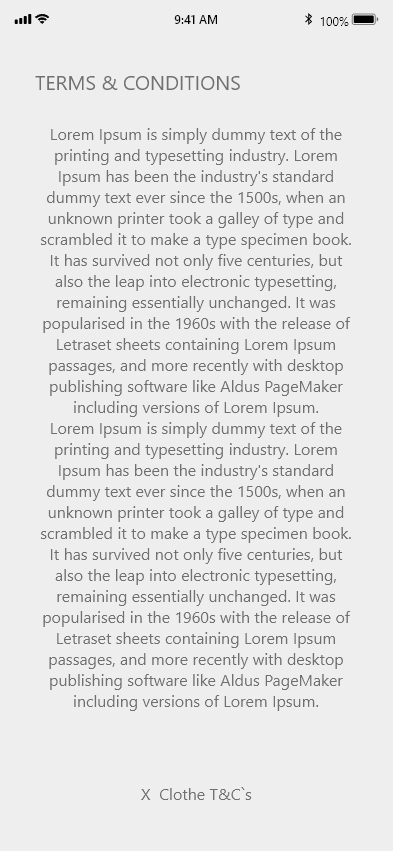 9:41 AM
100%
TERMS & CONDITIONS
Lorem Ipsum is simply dummy text of the
printing and typesetting industry. Lorem
Ipsum has been the industry's standard
dummy text ever since the 1500s, when an
unknown printer took a galley of type and
scrambled it to make a type specimen book.
It has survived not only five centuries, but
also the leap into electronic typesetting,
remaining essentially unchanged. It was
popularised in the 1960s with the release of
Letraset sheets containing Lorem Ipsum
passages, and more recently with desktop
publishing software like Aldus PageMaker
including versions of Lorem Ipsum.
Lorem Ipsum is simply dummy text of the
printing and typesetting industry. Lorem
Ipsum has been the industry's standard
dummy text ever since the 1500s, when an
unknown printer took a galley of type and
scrambled it to make a type specimen book.
It has survived not only five centuries, but
also the leap into electronic typesetting,
remaining essentially unchanged. It was
popularised in the 1960s with the release of
Letraset sheets containing Lorem Ipsum
passages, and more recently with desktop
publishing software like Aldus PageMaker
including versions of Lorem Ipsum.
X  Clothe T&C`s